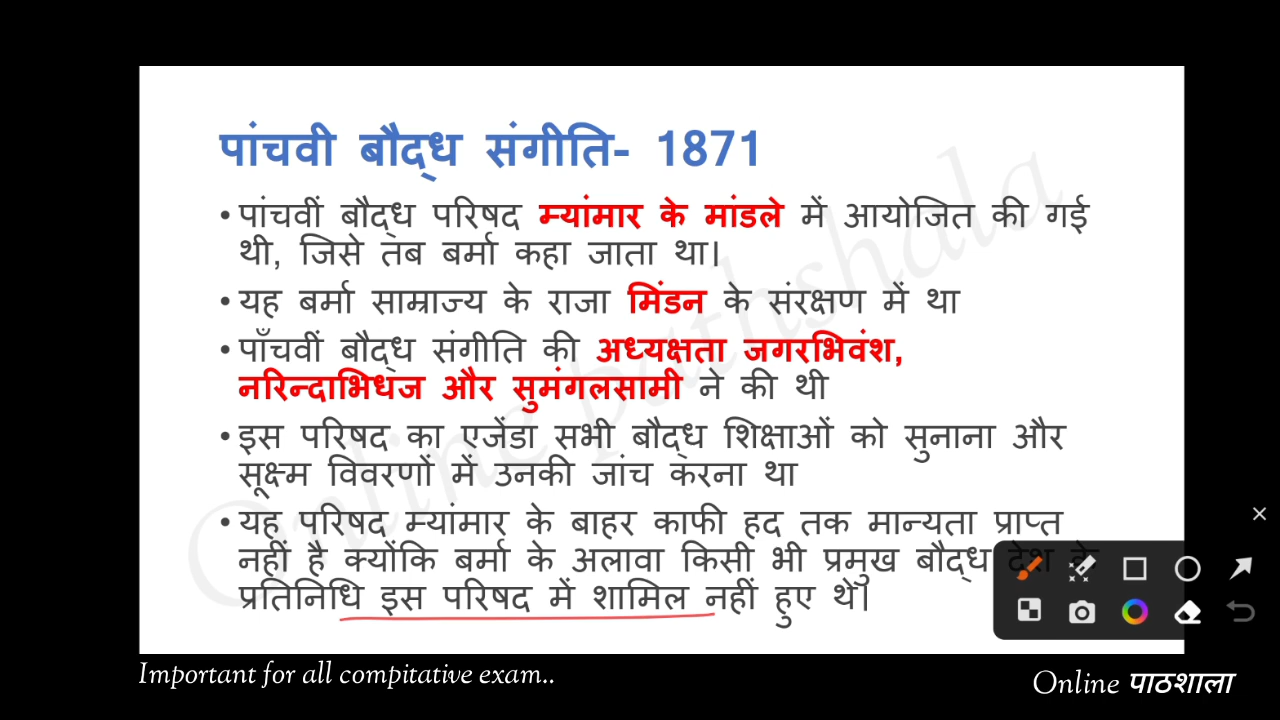 पांचवी बौद्ध संगीति- 1871
• पांचवीं बौद्ध परिषद म्यांमार के मांडले में आयोजित की गई
थी, जिसे तब बर्मा कहा जाता था।
• यह बर्मा साम्राज्य के राजा मिंडन के संरक्षण में था
• पाँचवीं बौद्ध संगीति की अध्यक्षता जगरभिवंश,
नरिन्दाभिधज और सुमंगलसामी ने की थी
• इस परिषद का एजेंडा सभी बौद्ध शिक्षाओं को सुनाना और
सूक्ष्म विवरणों में उनकी जांच करना था
• यह परिषद म्यांमार के बाहर काफी हद तक मान्यता प्राप्त
नहीं है क्योंकि बर्मा के अलावा किसी भी प्रमुख बौद्ध देश के
प्रतिनिधि इस परिषद में शामिल नहीं हुए थे।
Online pathshala
Important for all compitative exam..
Online पाठशाला